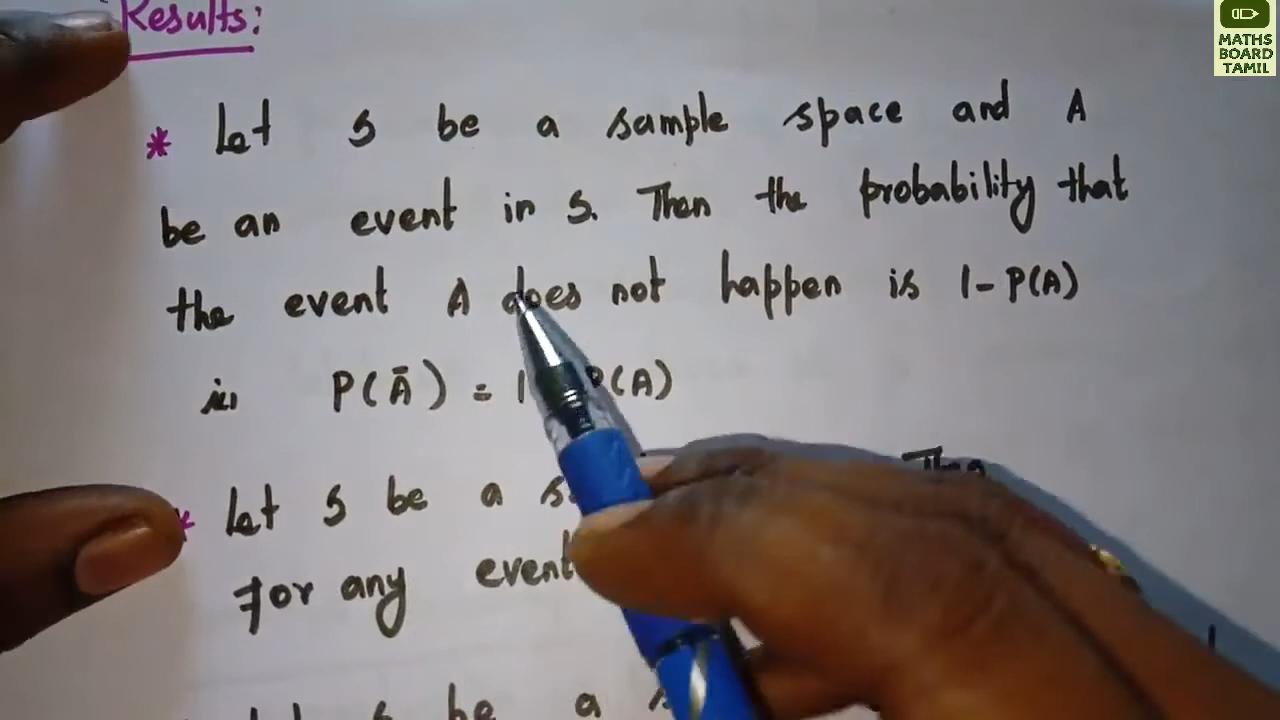 Results:
MATHS
BOARD
TAMIL
* Let S be a sample space and A
be an event in S. Then the probability that
the event A does not happen is 1-P(A)
ie, P(Ā) = 1 P(A)
* Let S be a
for any event
S be a